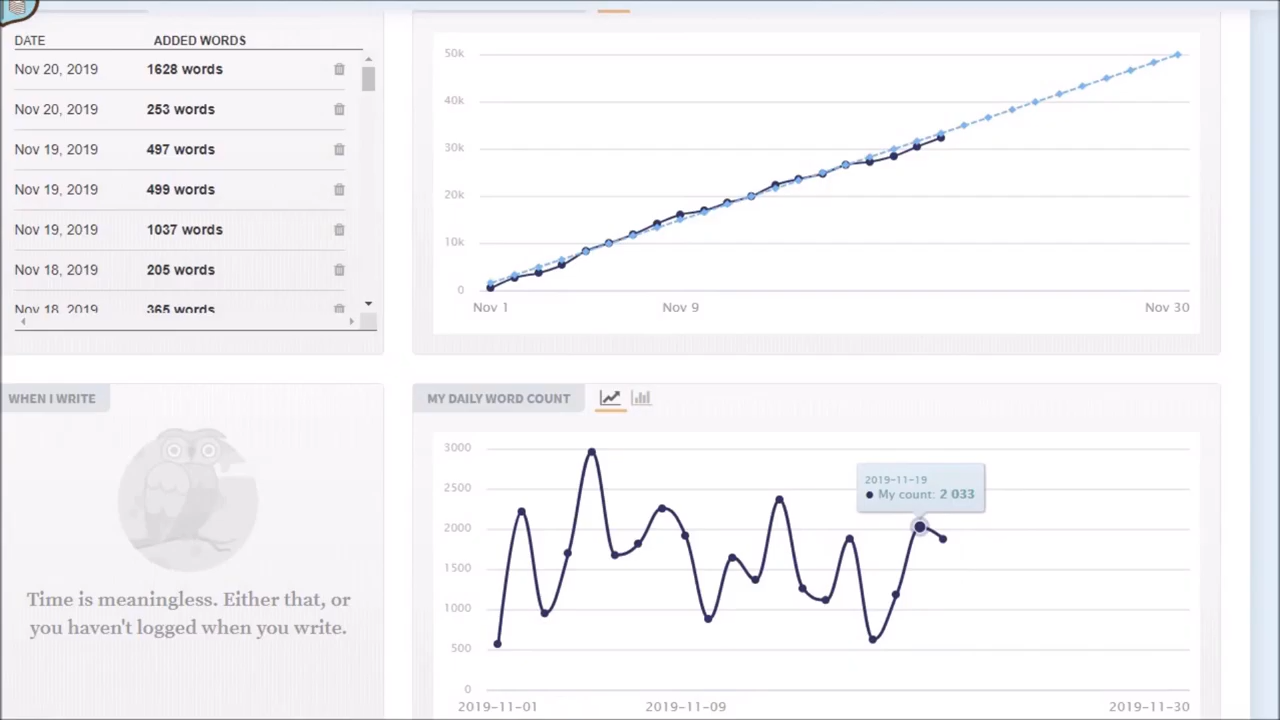 DATE ADDED WORDS
Nov 20, 2019 1628 words
Nov 20, 2019 253 words
Nov 19, 2019 497 words
Nov 19, 2019 499 words
Nov 19, 2019 1037 words
Nov 18, 2019 205 words
Nov 18, 2019 365 words
50k
40k
30k
20k
10k
0
Nov 1 Nov 9 Nov 30
WHEN I WRITE
Time is meaningless. Either that, or
you haven't logged when you write.
MY DAILY WORD COUNT
3000
2500
2000
1500
1000
500
0
2019-11-19
My count: 2 033
2019-11-01 2019-11-09 2019-11-30